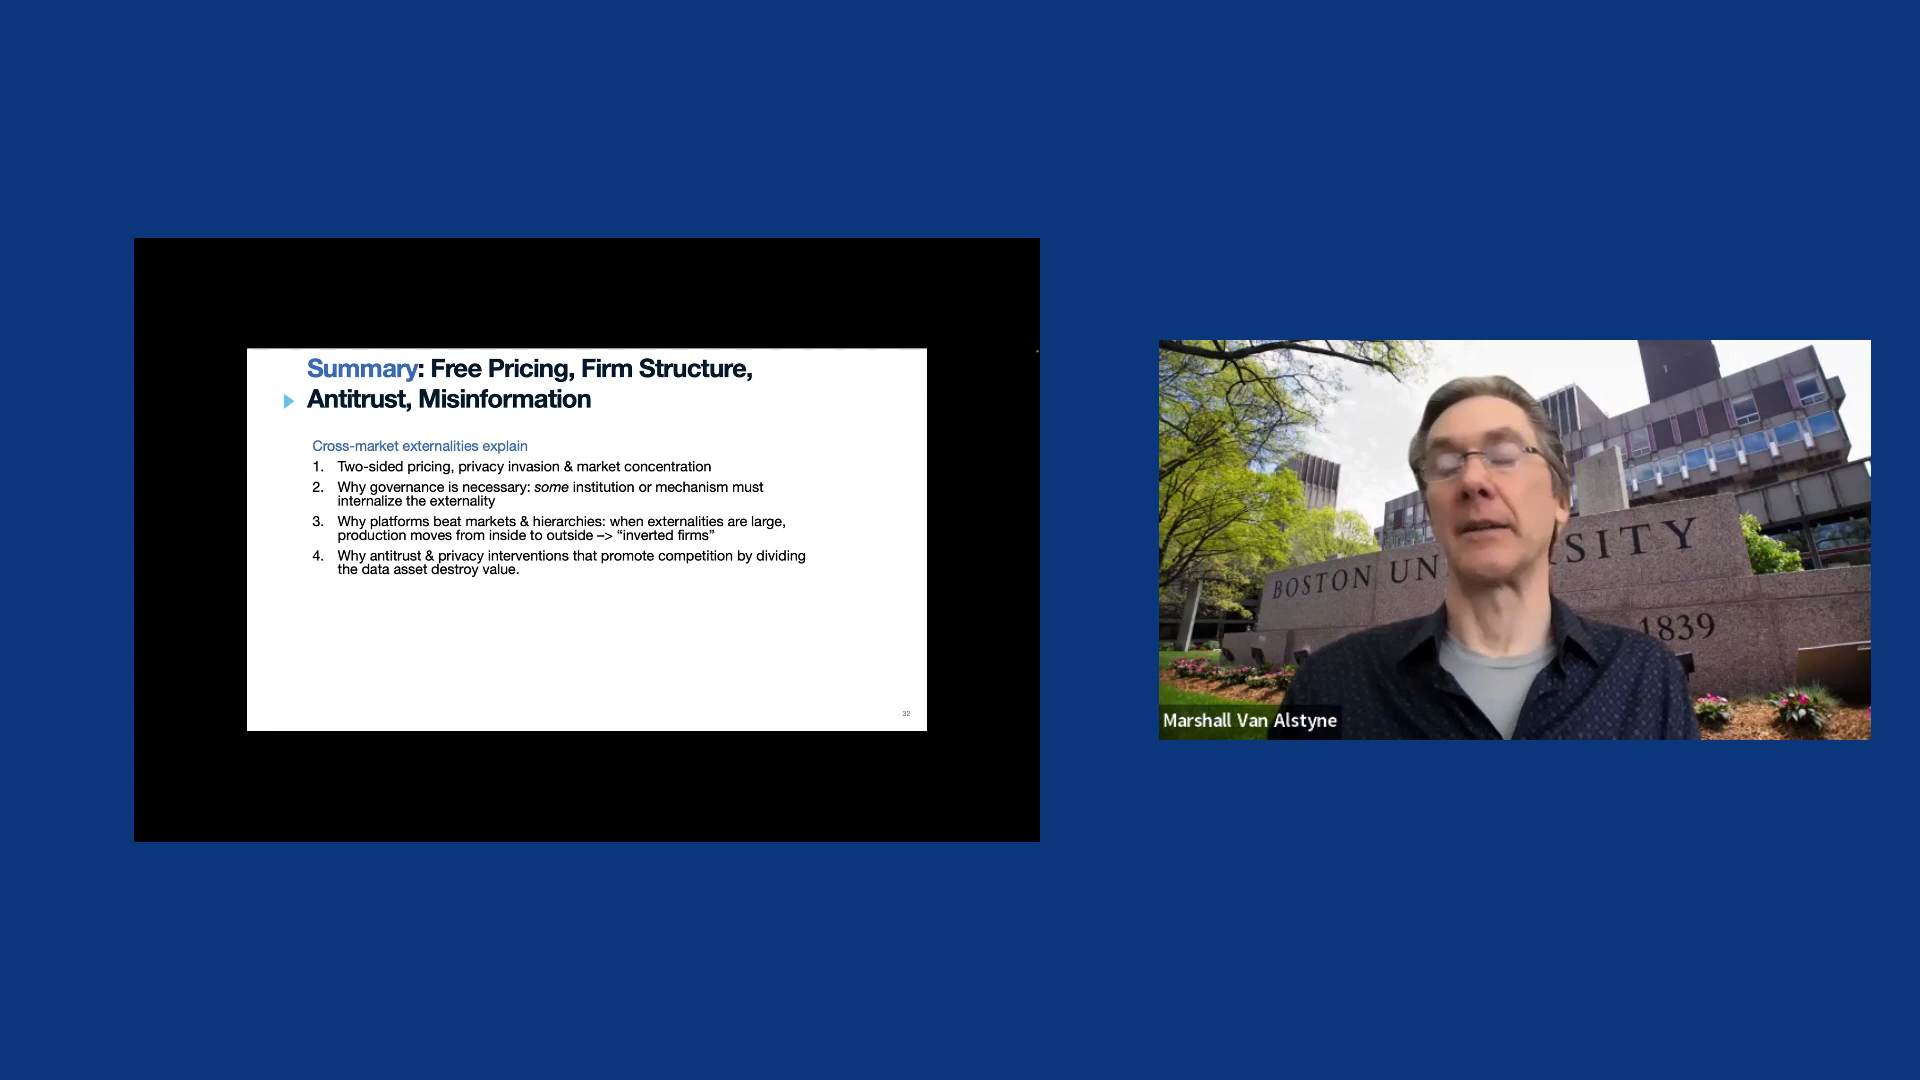 Summary: Free Pricing, Firm Structure,
Antitrust, Misinformation
Cross-market externalities explain
1. Two-sided pricing, privacy invasion & market concentration
2. Why governance is necessary: some institution or mechanism must
internalize the externality
3. Why platforms beat markets & hierarchies: when externalities are large,
production moves from inside to outside –> “inverted firms”
4. Why antitrust & privacy interventions that promote competition by dividing
the data asset destroy value.
32
BOSTON UN SITY
1839
Marshall Van Alstyne